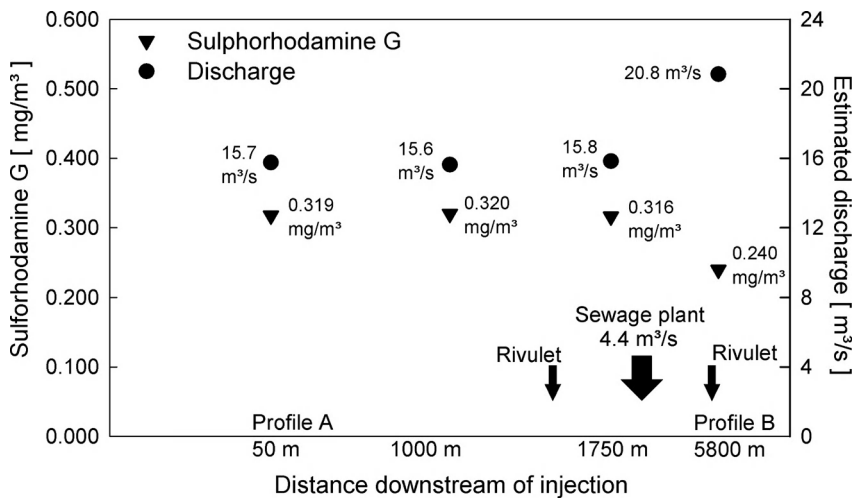 Sulphorhodamine G
Discharge
Sulforhodamine G [ mg/m³ ]
0.600
0.500
0.400
0.300
0.200
0.100
0.000
24
20
16
12
8
4
0
Estimated discharge [ m³/s ]
15.7
m³/s
0.319
mg/m³
15.6
m³/s
0.320
mg/m³
15.8
m³/s
0.316
mg/m³
20.8 m³/s
0.240
mg/m³
Sewage plant
4.4 m³/s
Rivulet
Rivulet
Profile A
Profile B
50 m
1000 m
1750 m
5800 m
Distance downstream of injection